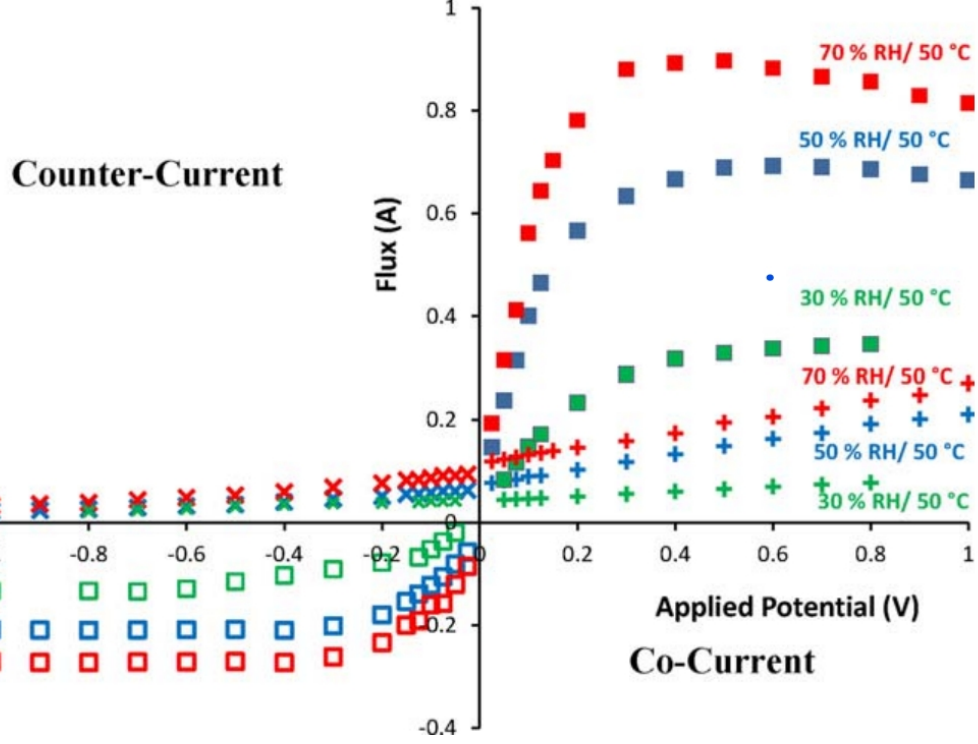 1
70 % RH/ 50 °C
0.8
50 % RH/ 50 °C
Counter-Current
Flux (A)
0.6
30 % RH/ 50 °C
0.4
70 % RH/ 50 °C
0.2
50 % RH/ 50 °C
30 % RH/ 50 °C
0
-0.8 -0.6 -0.4 -0.2 0 0.2 0.4 0.6 0.8 1
Applied Potential (V)
-0.2
Co-Current
-0.4